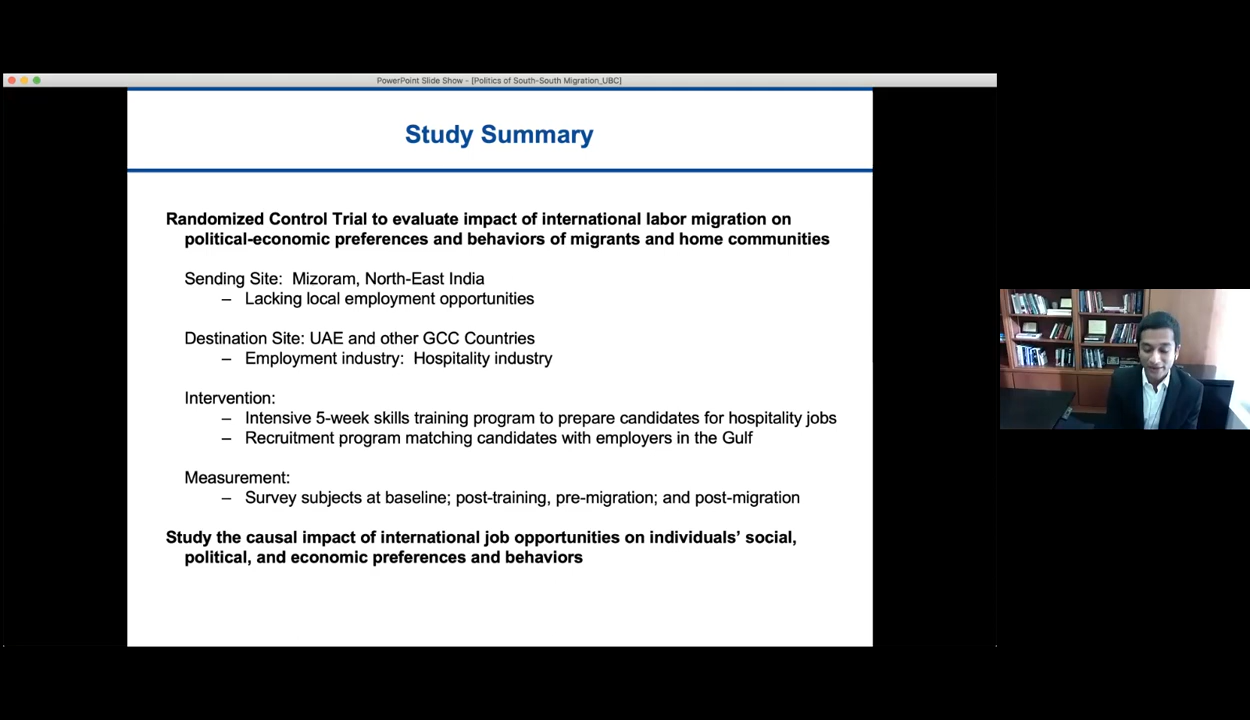 PowerPoint Slide Show - [Politics of South-South Migration_UBC]
Study Summary
Randomized Control Trial to evaluate impact of international labor migration on
political-economic preferences and behaviors of migrants and home communities
Sending Site:  Mizoram, North-East India
– Lacking local employment opportunities
Destination Site: UAE and other GCC Countries
– Employment industry:  Hospitality industry
Intervention:
– Intensive 5-week skills training program to prepare candidates for hospitality jobs
– Recruitment program matching candidates with employers in the Gulf
Measurement:
– Survey subjects at baseline; post-training, pre-migration; and post-migration
Study the causal impact of international job opportunities on individuals’ social,
political, and economic preferences and behaviors